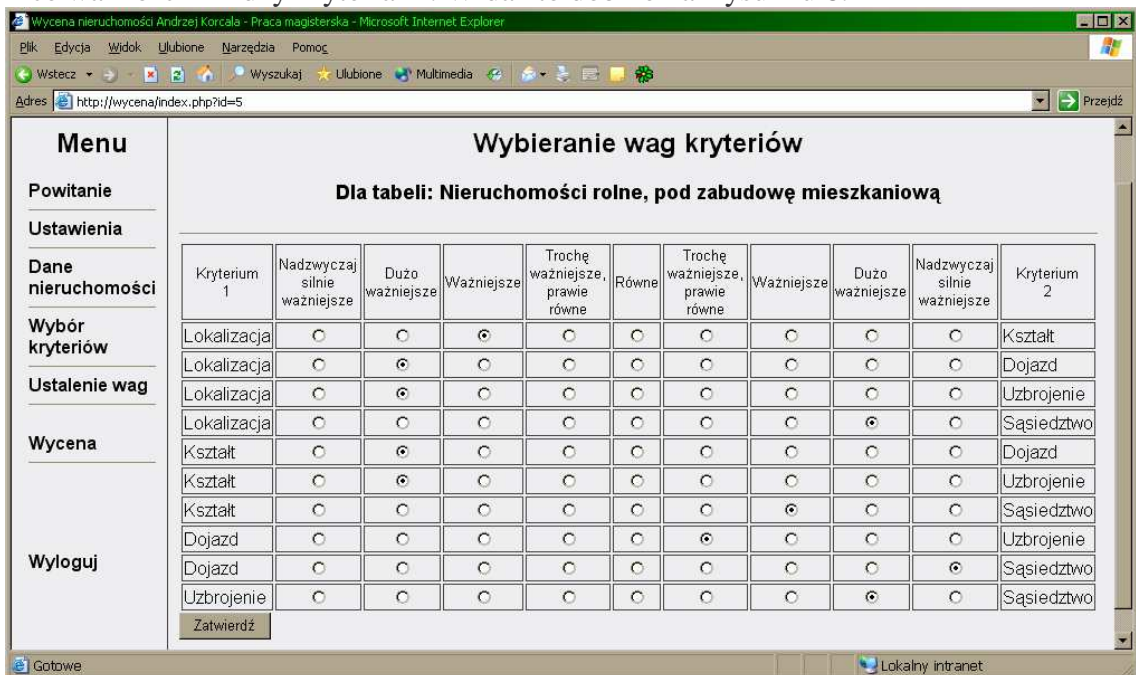 Wycena nieruchomości Andrzej Korcala - Praca magisterska - Microsoft Internet Explorer
Plik Edycja Widok Ulubione Narzędzia Pomoc
Wstecz Wyszukaj Ulubione Multimedia
Adres http://wycena/index.php?id=5 Przejdź
Menu
Powitanie
Ustawienia
Dane
nieruchomości
Wybór
kryteriów
Ustalenie wag
Wycena
Wyloguj
Wybieranie wag kryteriów
Dla tabeli: Nieruchomości rolne, pod zabudowę mieszkaniową
Kryterium 1 Nadzwyczaj silnie ważniejsze Dużo ważniejsze Ważniejsze Trochę ważniejsze, prawie równe Równe Trochę ważniejsze, prawie równe Ważniejsze Dużo ważniejsze Nadzwyczaj silnie ważniejsze Kryterium 2
Lokalizacja Kształt
Lokalizacja Dojazd
Lokalizacja Uzbrojenie
Lokalizacja Sąsiedztwo
Kształt Dojazd
Kształt Uzbrojenie
Kształt Sąsiedztwo
Dojazd Uzbrojenie
Dojazd Sąsiedztwo
Uzbrojenie Sąsiedztwo
Zatwierdź
Gotowe Lokalny intranet